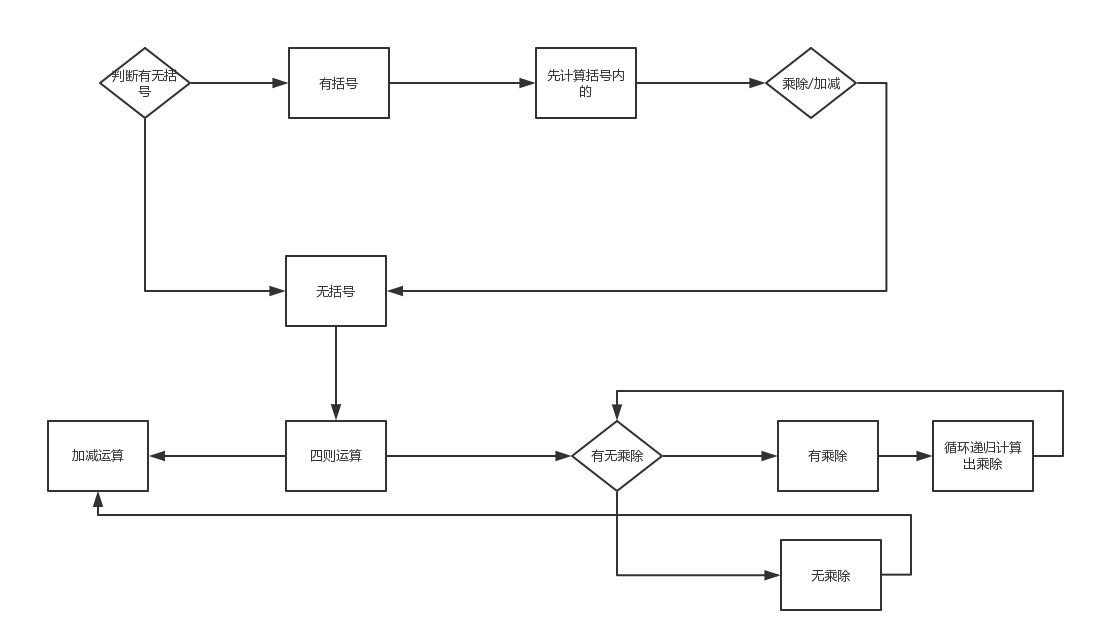 判断有无括
号
有括号
先计算括号内
的
乘除/加减
无括号
加减运算
四则运算
有无乘除
有乘除
循环递归计算
出乘除
无乘除